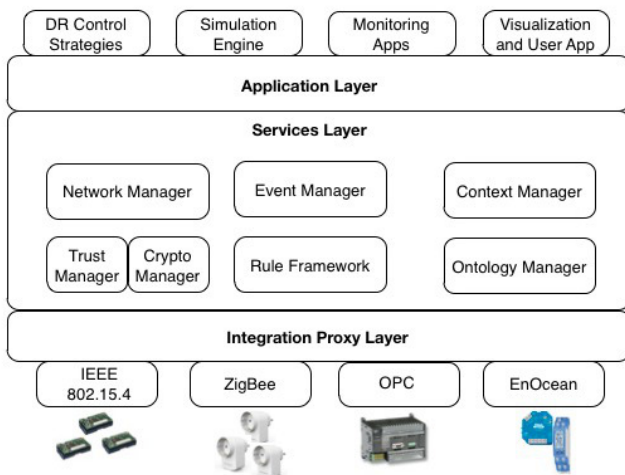 DR Control
Strategies
Simulation
Engine
Monitoring
Apps
Visualization
and User App
Application Layer
Services Layer
Network Manager
Event Manager
Context Manager
Trust
Manager
Crypto
Manager
Rule Framework
Ontology Manager
Integration Proxy Layer
IEEE
802.15.4
ZigBee
OPC
EnOcean